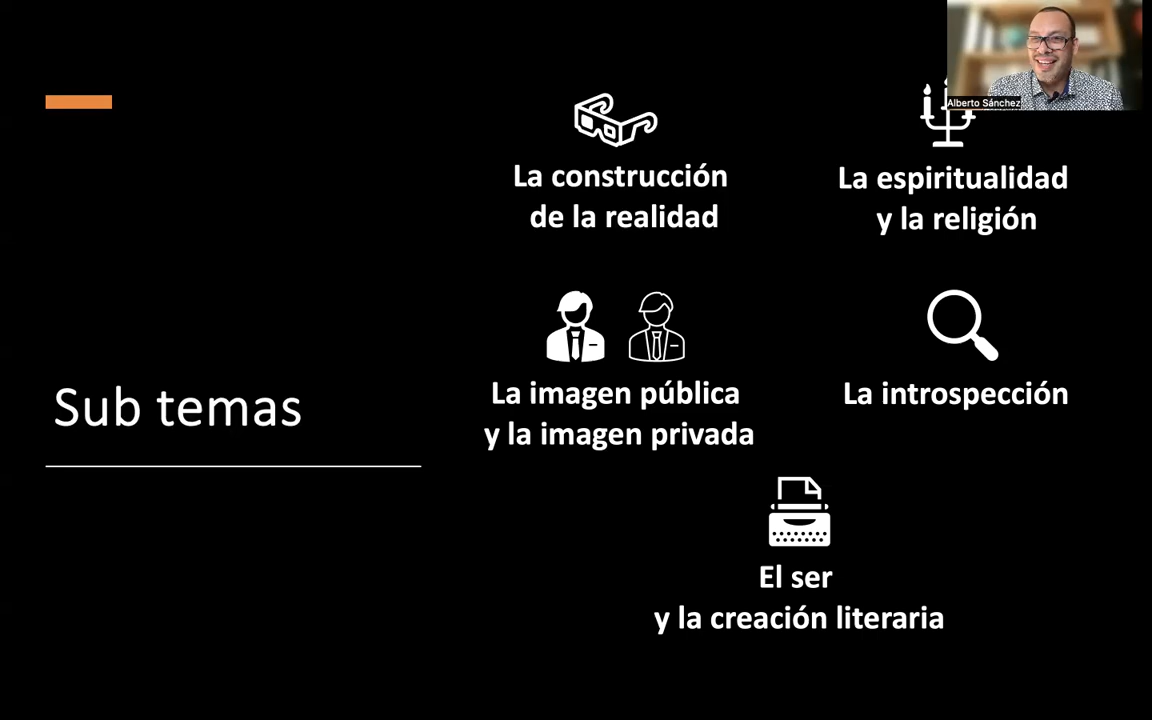 Alberto Sánchez
La construcción
de la realidad
La espiritualidad
y la religión
La imagen pública
y la imagen privada
La introspección
Sub temas
El ser
y la creación literaria